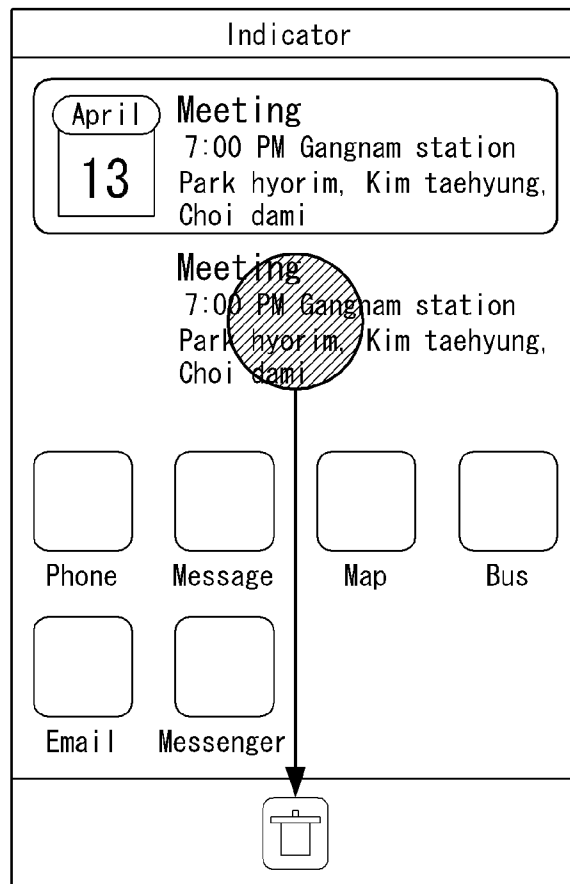 Indicator
April
13
Meeting
7:00 PM Gangnam station
Park hyorim, Kim taehyung,
Choi dami
Meeting
7:00 PM Gangnam station
Park hyorim, Kim taehyung,
Choi dami
Phone Message Map Bus
Email Messenger